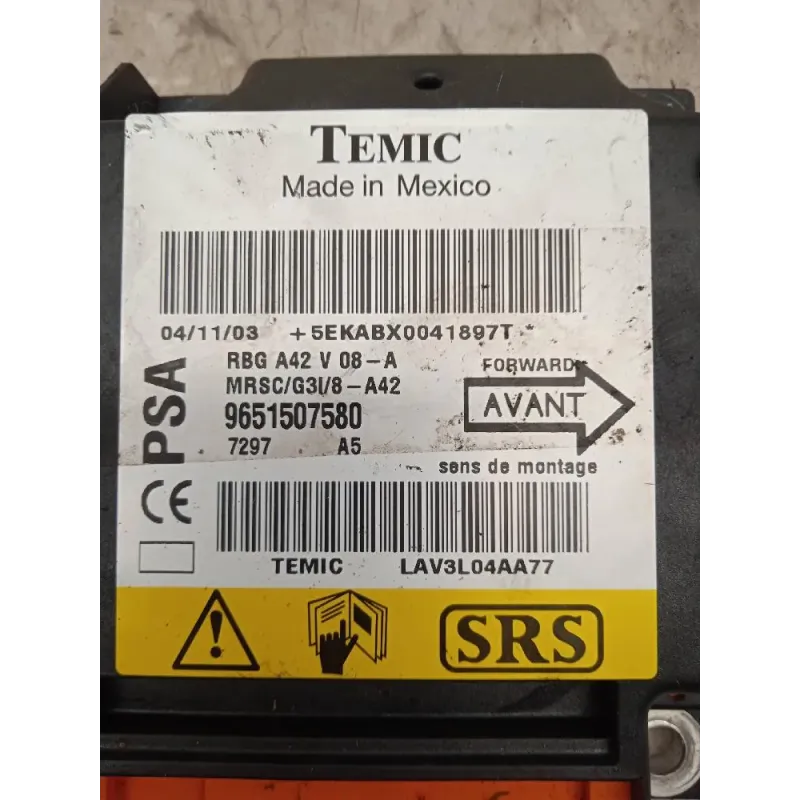 TEMIC
Made in Mexico
04/11/03 +5EKABX0041897T*
PSA
RBG A42 V 08-A
MRSC/G3I/8-A42
9651507580
7297 A5
FORWARD
AVANT
sens de montage
CE
TEMIC LAV3L04AA77
SRS